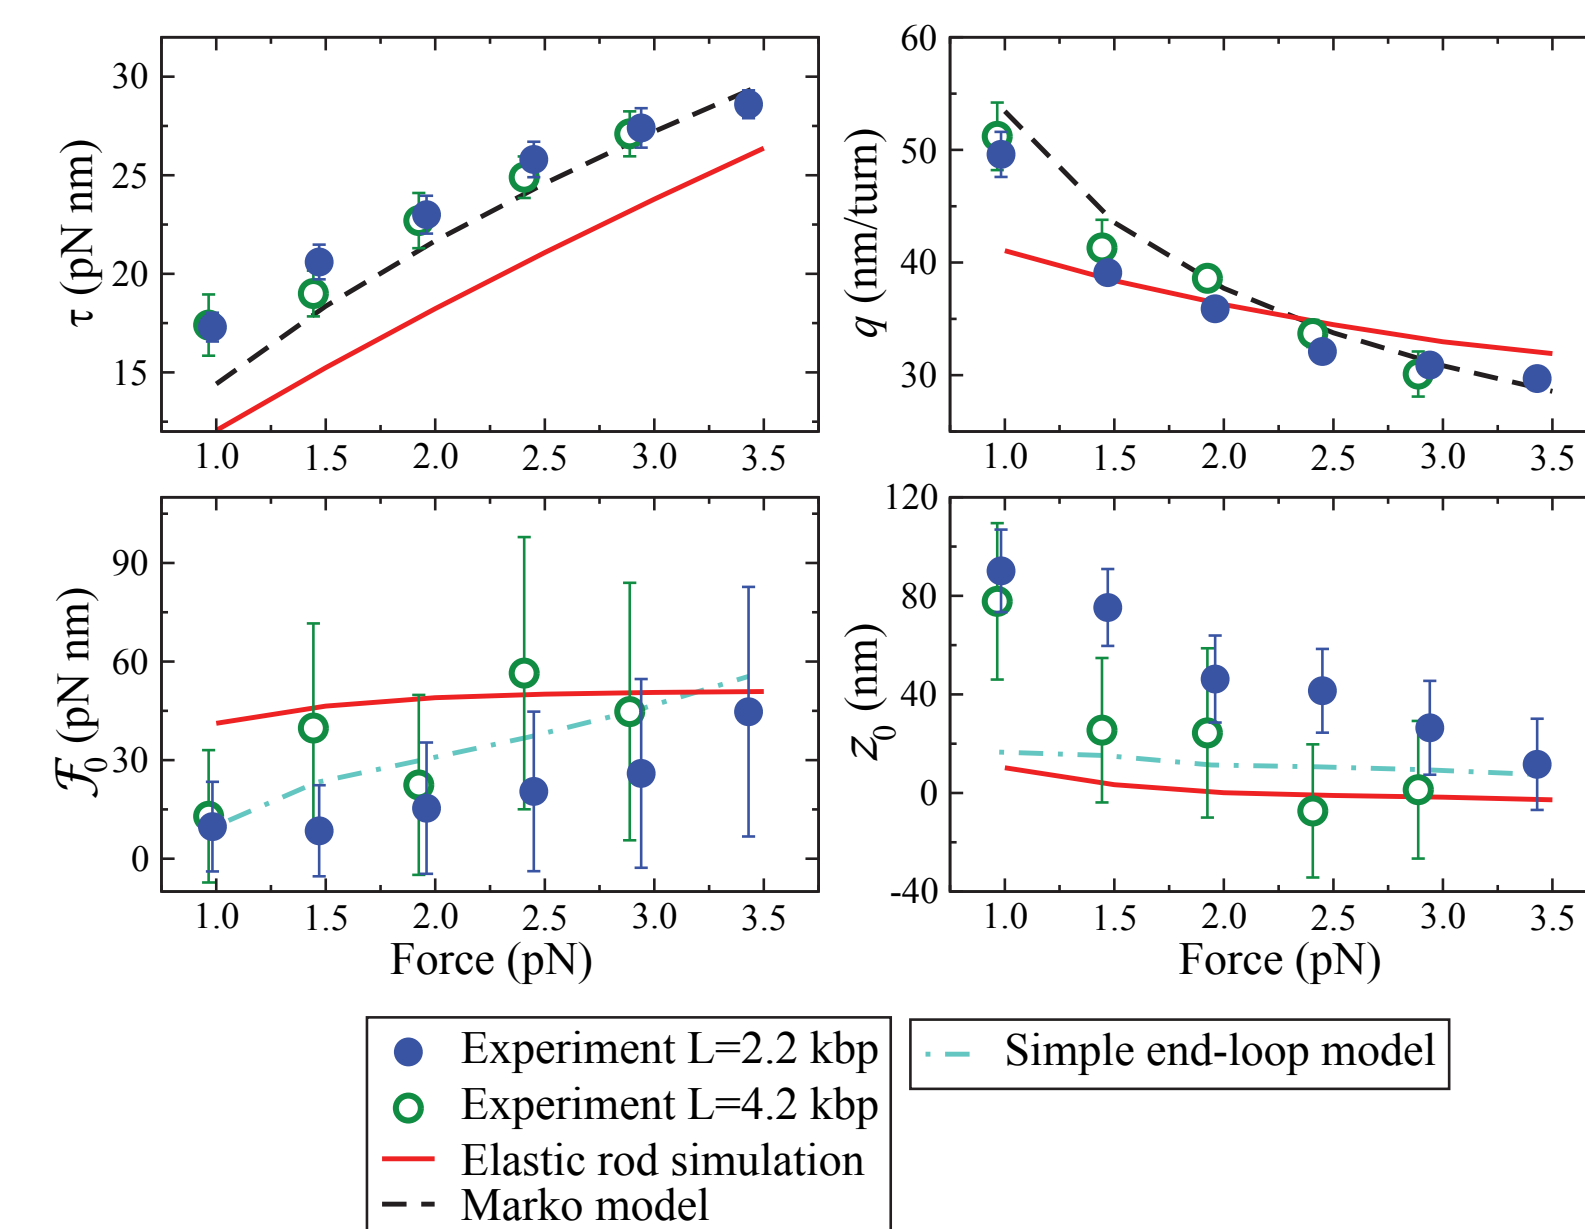 30
25
20
15
τ (pN nm)
1.0 1.5 2.0 2.5 3.0 3.5
60
50
40
30
q (nm/turn)
1.0 1.5 2.0 2.5 3.0 3.5
90
60
30
0
ℱ0 (pN nm)
1.0 1.5 2.0 2.5 3.0 3.5
Force (pN)
120
80
40
0
-40
z0 (nm)
1.0 1.5 2.0 2.5 3.0 3.5
Force (pN)
Experiment L=2.2 kbp
Experiment L=4.2 kbp
Elastic rod simulation
Marko model
Simple end-loop model